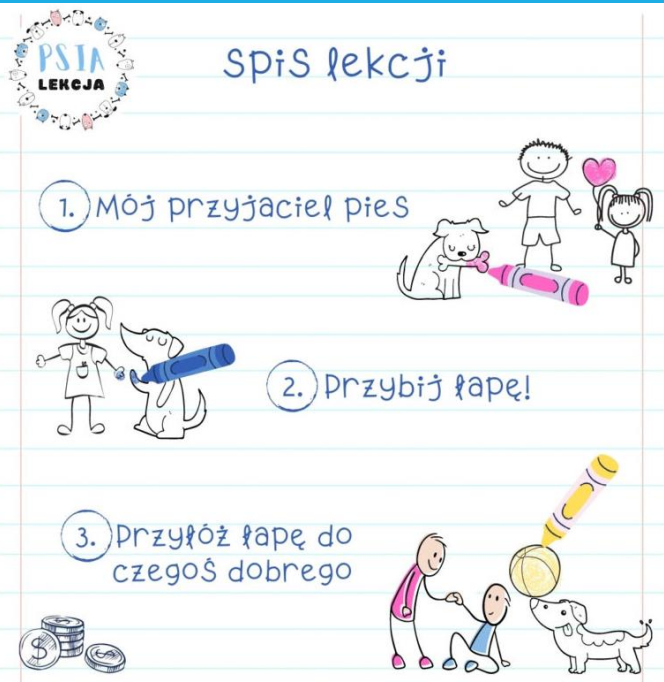 PSIA
LEKCJA
Spis lekcji
1. Mój przyjaciel pies
2. Przybij łapę!
3. Przyłóż łapę do
czegoś dobrego
$